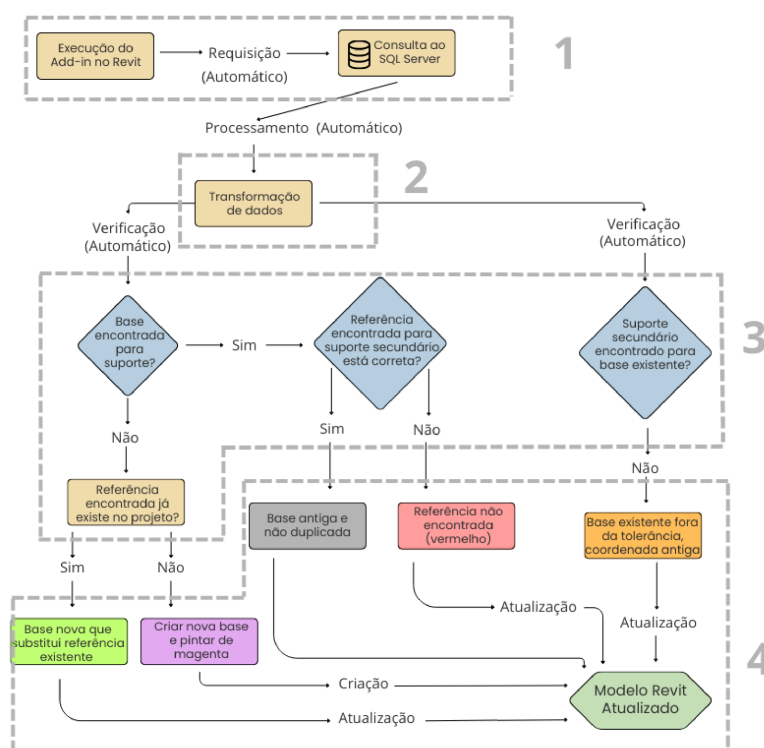 Execução do
Add-in no Revit
Requisição
(Automático)
Consulta ao
SQL Server
1
Processamento (Automático)
2
Transformação
de dados
Verificação
(Automático)
Verificação
(Automático)
3
Base
encontrada
para
suporte?
Sim
Referência
encontrada para
suporte secundário
está correta?
Suporte
secundário
encontrado para
base existente?
Não
Sim
Não
Não
Referência
encontrada já
existe no projeto?
Base antiga e
não duplicada
Referência não
encontrada
(vermelho)
Base existente fora
da tolerância,
coordenada antiga
Sim
Não
Atualização
Atualização
Base nova que
substitui referência
existente
Criar nova base
e pintar de
magenta
4
Criação
Atualização
Modelo Revit
Atualizado